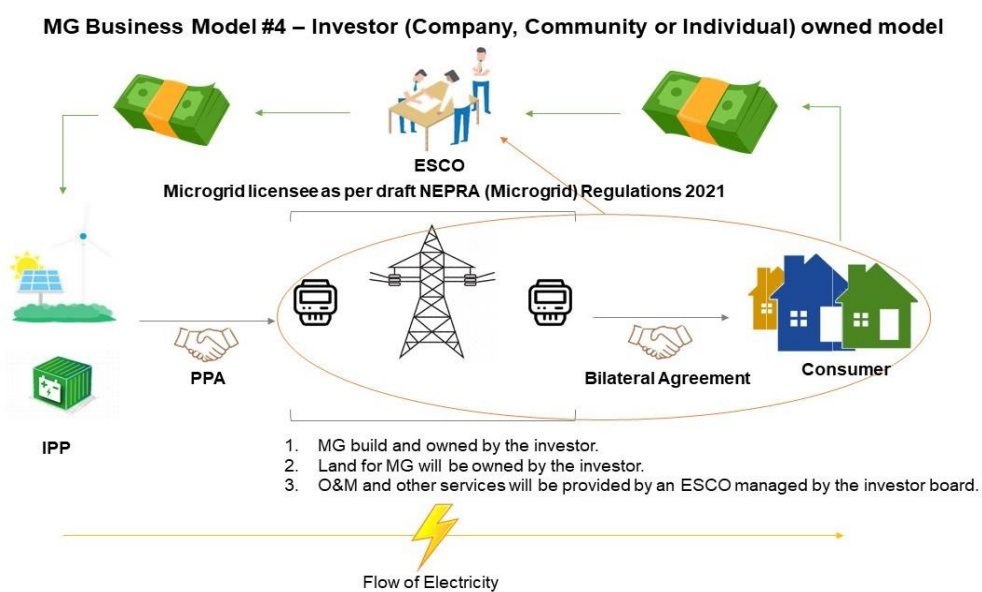 MG Business Model #4 – Investor (Company, Community or Individual) owned model
ESCO
Microgrid licensee as per draft NEPRA (Microgrid) Regulations 2021
PPA
Bilateral Agreement
Consumer
IPP
1. MG build and owned by the investor.
2. Land for MG will be owned by the investor.
3. O&M and other services will be provided by an ESCO managed by the investor board.
Flow of Electricity